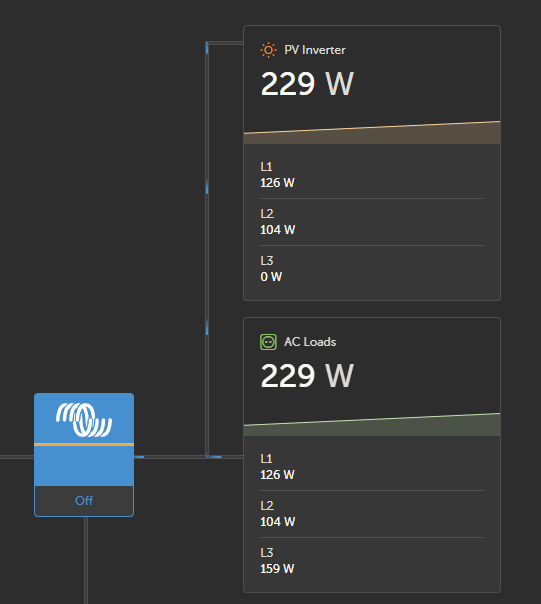 PV Inverter
229 W
L1
126 W
L2
104 W
L3
0 W
AC Loads
229 W
L1
126 W
L2
104 W
L3
159 W
Off